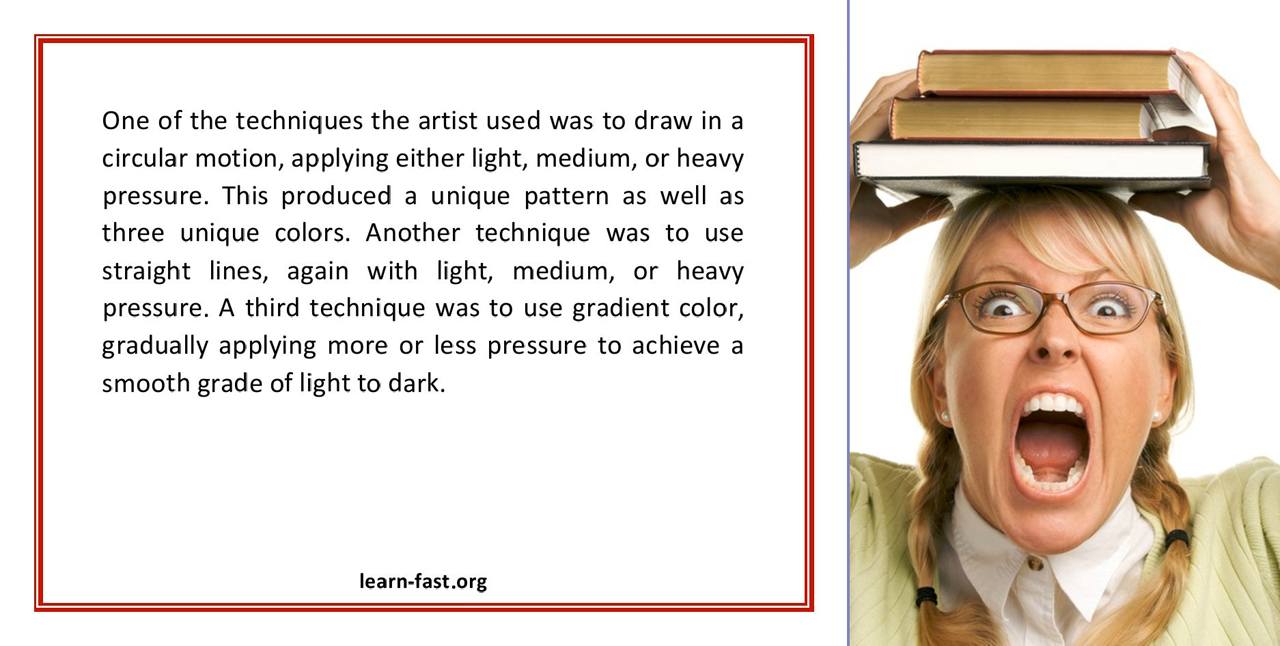 One of the techniques the artist used was to draw in a
circular motion, applying either light, medium, or heavy
pressure. This produced a unique pattern as well as
three unique colors. Another technique was to use
straight lines, again with light, medium, or heavy
pressure. A third technique was to use gradient color,
gradually applying more or less pressure to achieve a
smooth grade of light to dark.
learn-fast.org